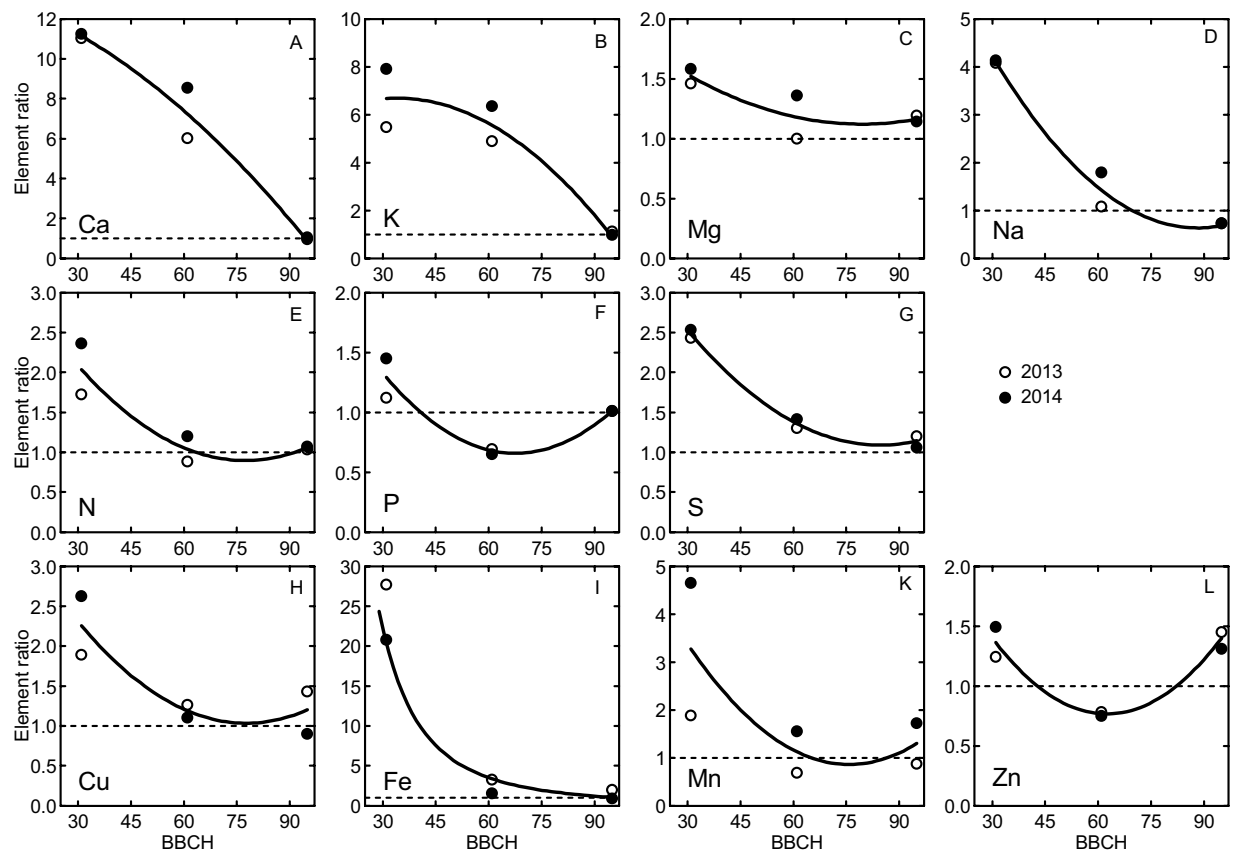 Element ratio
12
10
8
6
4
2
0
A
Ca
30 45 60 75 90
10
8
6
4
2
0
B
K
30 45 60 75 90
2.0
1.5
1.0
0.5
0.0
C
Mg
30 45 60 75 90
5
4
3
2
1
0
D
Na
30 45 60 75 90
Element ratio
3.0
2.5
2.0
1.5
1.0
0.5
0.0
E
N
30 45 60 75 90
2.0
1.5
1.0
0.5
0.0
F
P
30 45 60 75 90
3.0
2.5
2.0
1.5
1.0
0.5
0.0
G
S
30 45 60 75 90
2013
2014
Element ratio
3.0
2.5
2.0
1.5
1.0
0.5
0.0
H
Cu
30 45 60 75 90
BBCH
30
25
20
15
10
5
0
I
Fe
30 45 60 75 90
BBCH
5
4
3
2
1
0
K
Mn
30 45 60 75 90
BBCH
2.0
1.5
1.0
0.5
0.0
L
Zn
30 45 60 75 90
BBCH